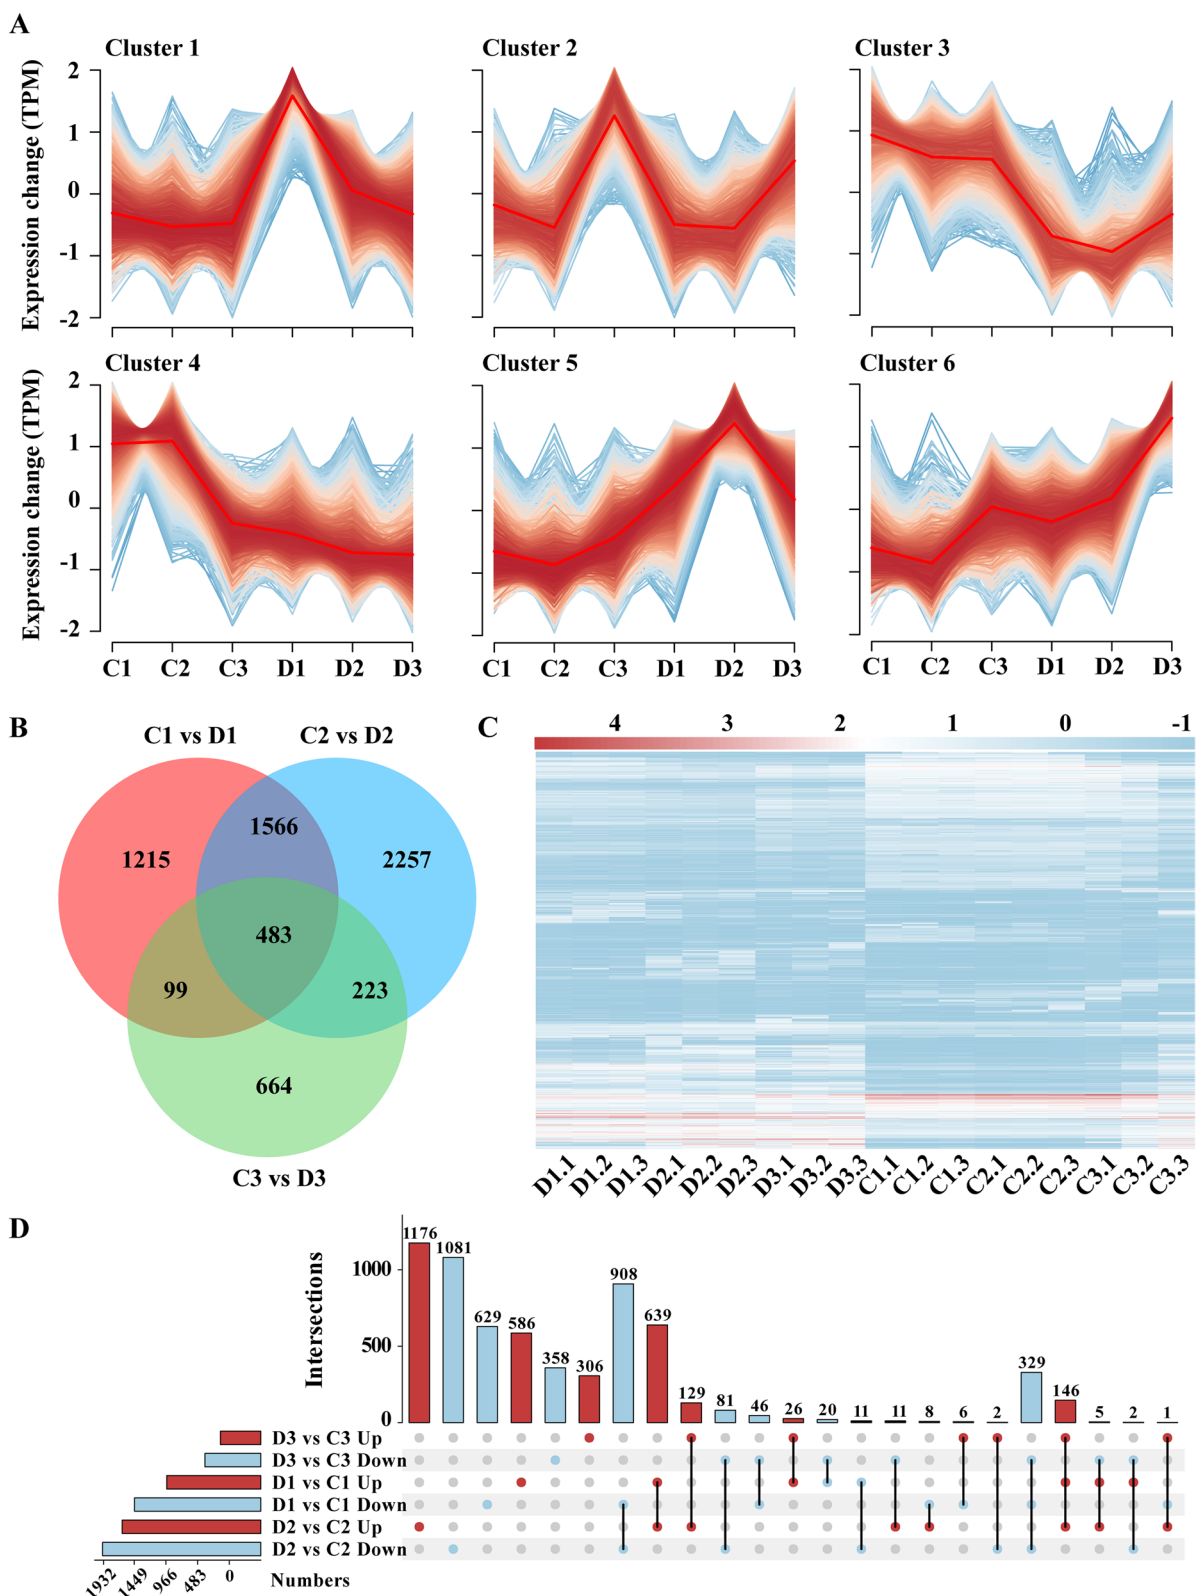 A
Cluster 1
Cluster 2
Cluster 3
Expression change (TPM)
2
1
0
-1
-2
Cluster 4
Cluster 5
Cluster 6
Expression change (TPM)
2
1
0
-1
-2
C1 C2 C3 D1 D2 D3
C1 C2 C3 D1 D2 D3
C1 C2 C3 D1 D2 D3
B
C1 vs D1
C2 vs D2
1566
1215
2257
483
99
223
664
C3 vs D3
C
4 3 2 1 0 -1
D1.1 D1.2 D1.3 D2.1 D2.2 D2.3 D3.1 D3.2 D3.3 C1.1 C1.2 C1.3 C2.1 C2.2 C2.3 C3.1 C3.2 C3.3
D
Intersections
1000
500
0
1176 1081 629 586 358 306 908 639 129 81 46 26 20 11 11 8 6 2 329 146 5 2 1
D3 vs C3 Up
D3 vs C3 Down
D1 vs C1 Up
D1 vs C1 Down
D2 vs C2 Up
D2 vs C2 Down
1932 1449 966 483 0
Numbers